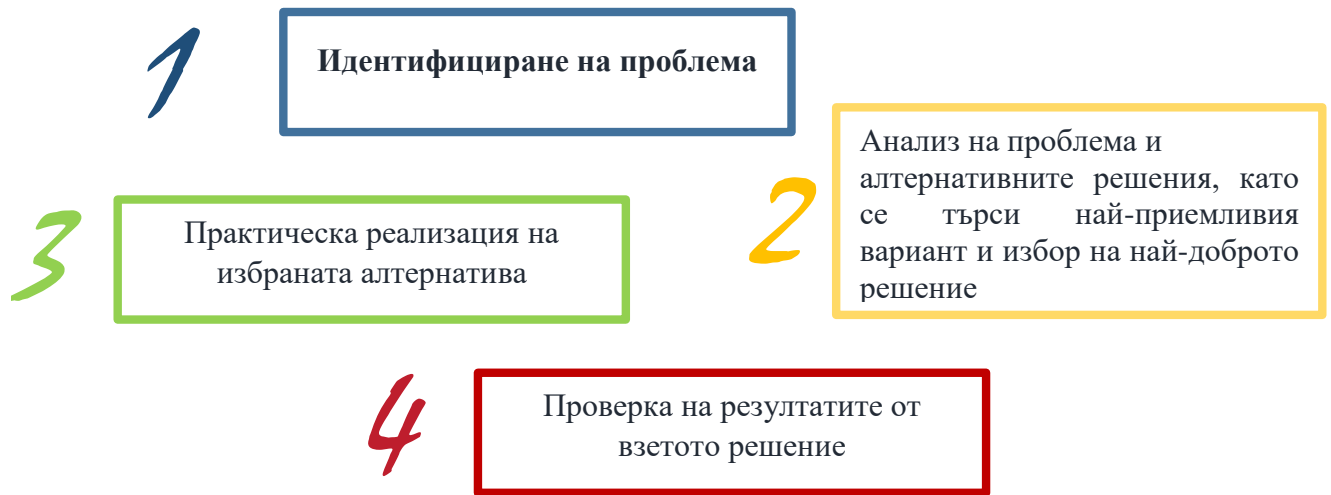 1
Идентифициране на проблема
2
Анализ на проблема и
алтернативните решения, като
се търси най-приемливия
вариант и избор на най-доброто
решение
3
Практическа реализация на
избраната алтернатива
4
Проверка на резултатите от
взетото решение